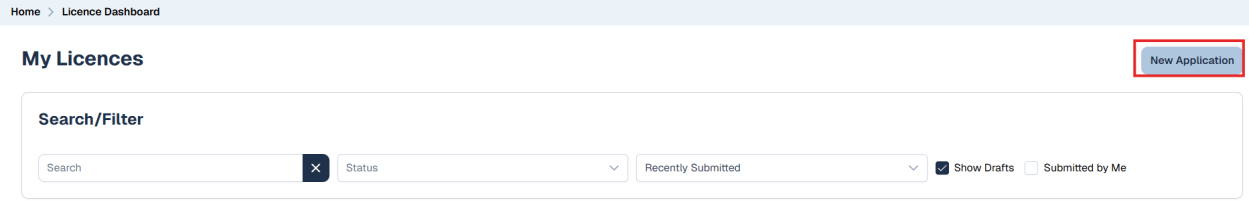 Home > Licence Dashboard
My Licences
New Application
Search/Filter
Search
Status
Recently Submitted
Show Drafts
Submitted by Me